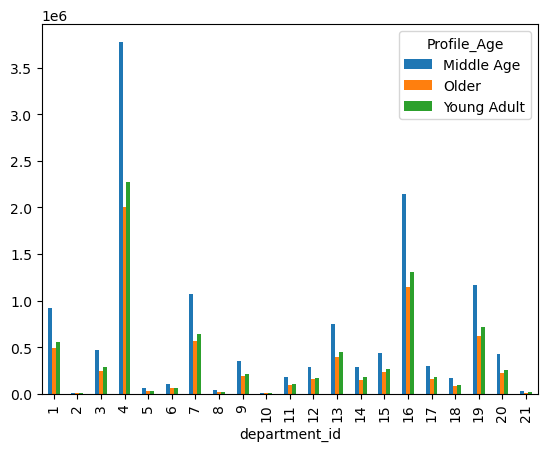 1e6
Profile_Age
Middle Age
Older
Young Adult
3.5
3.0
2.5
2.0
1.5
1.0
0.5
0.0
1 2 3 4 5 6 7 8 9 10 11 12 13 14 15 16 17 18 19 20 21
department_id